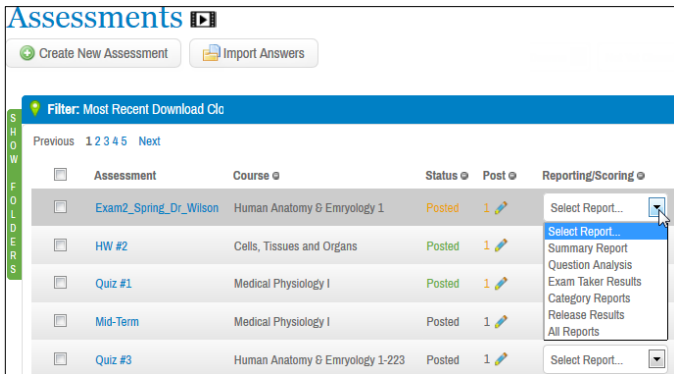 Assessments
Create New Assessment Import Answers
SHOW FOLDERS
Filter: Most Recent Download Clo
Previous 1 2 3 4 5 Next
Assessment Course Status Post Reporting/Scoring
Exam2_Spring_Dr_Wilson Human Anatomy & Emryology 1 Posted 1 Select Report...
Select Report...
Summary Report
Question Analysis
Exam Taker Results
Category Reports
Release Results
All Reports
HW #2 Cells, Tissues and Organs Posted 1
Quiz #1 Medical Physiology I Posted 1
Mid-Term Medical Physiology I Posted 1
Quiz #3 Human Anatomy & Emryology 1-223 Posted 1 Select Report...